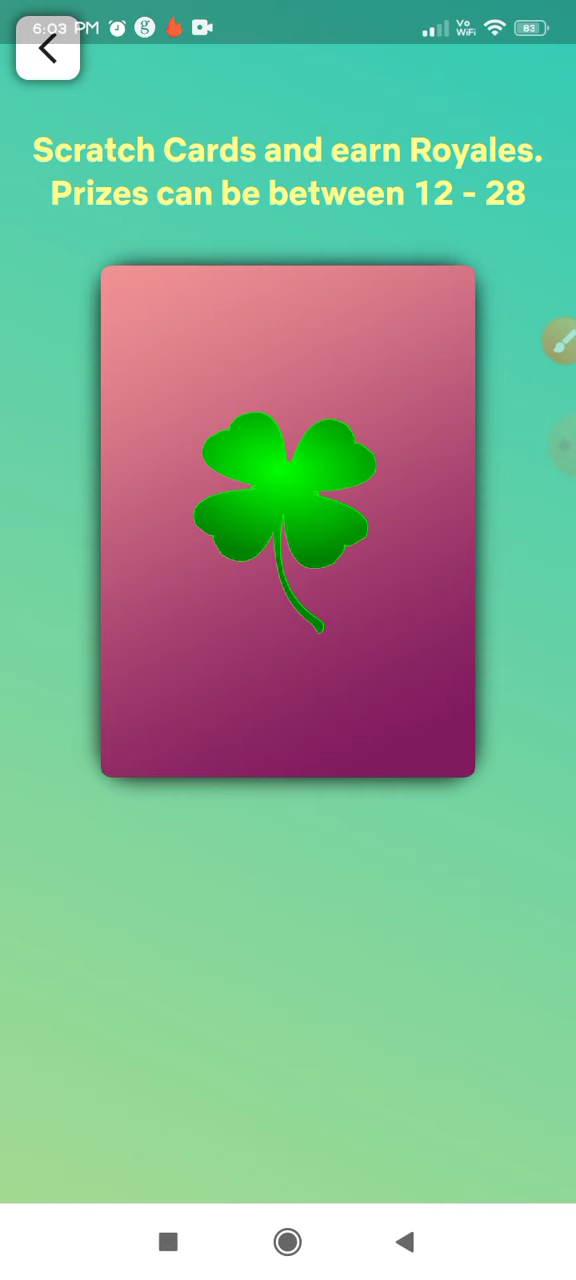 6:03 PM
Vo
WiFi
83
Scratch Cards and earn Royales.
Prizes can be between 12 - 28